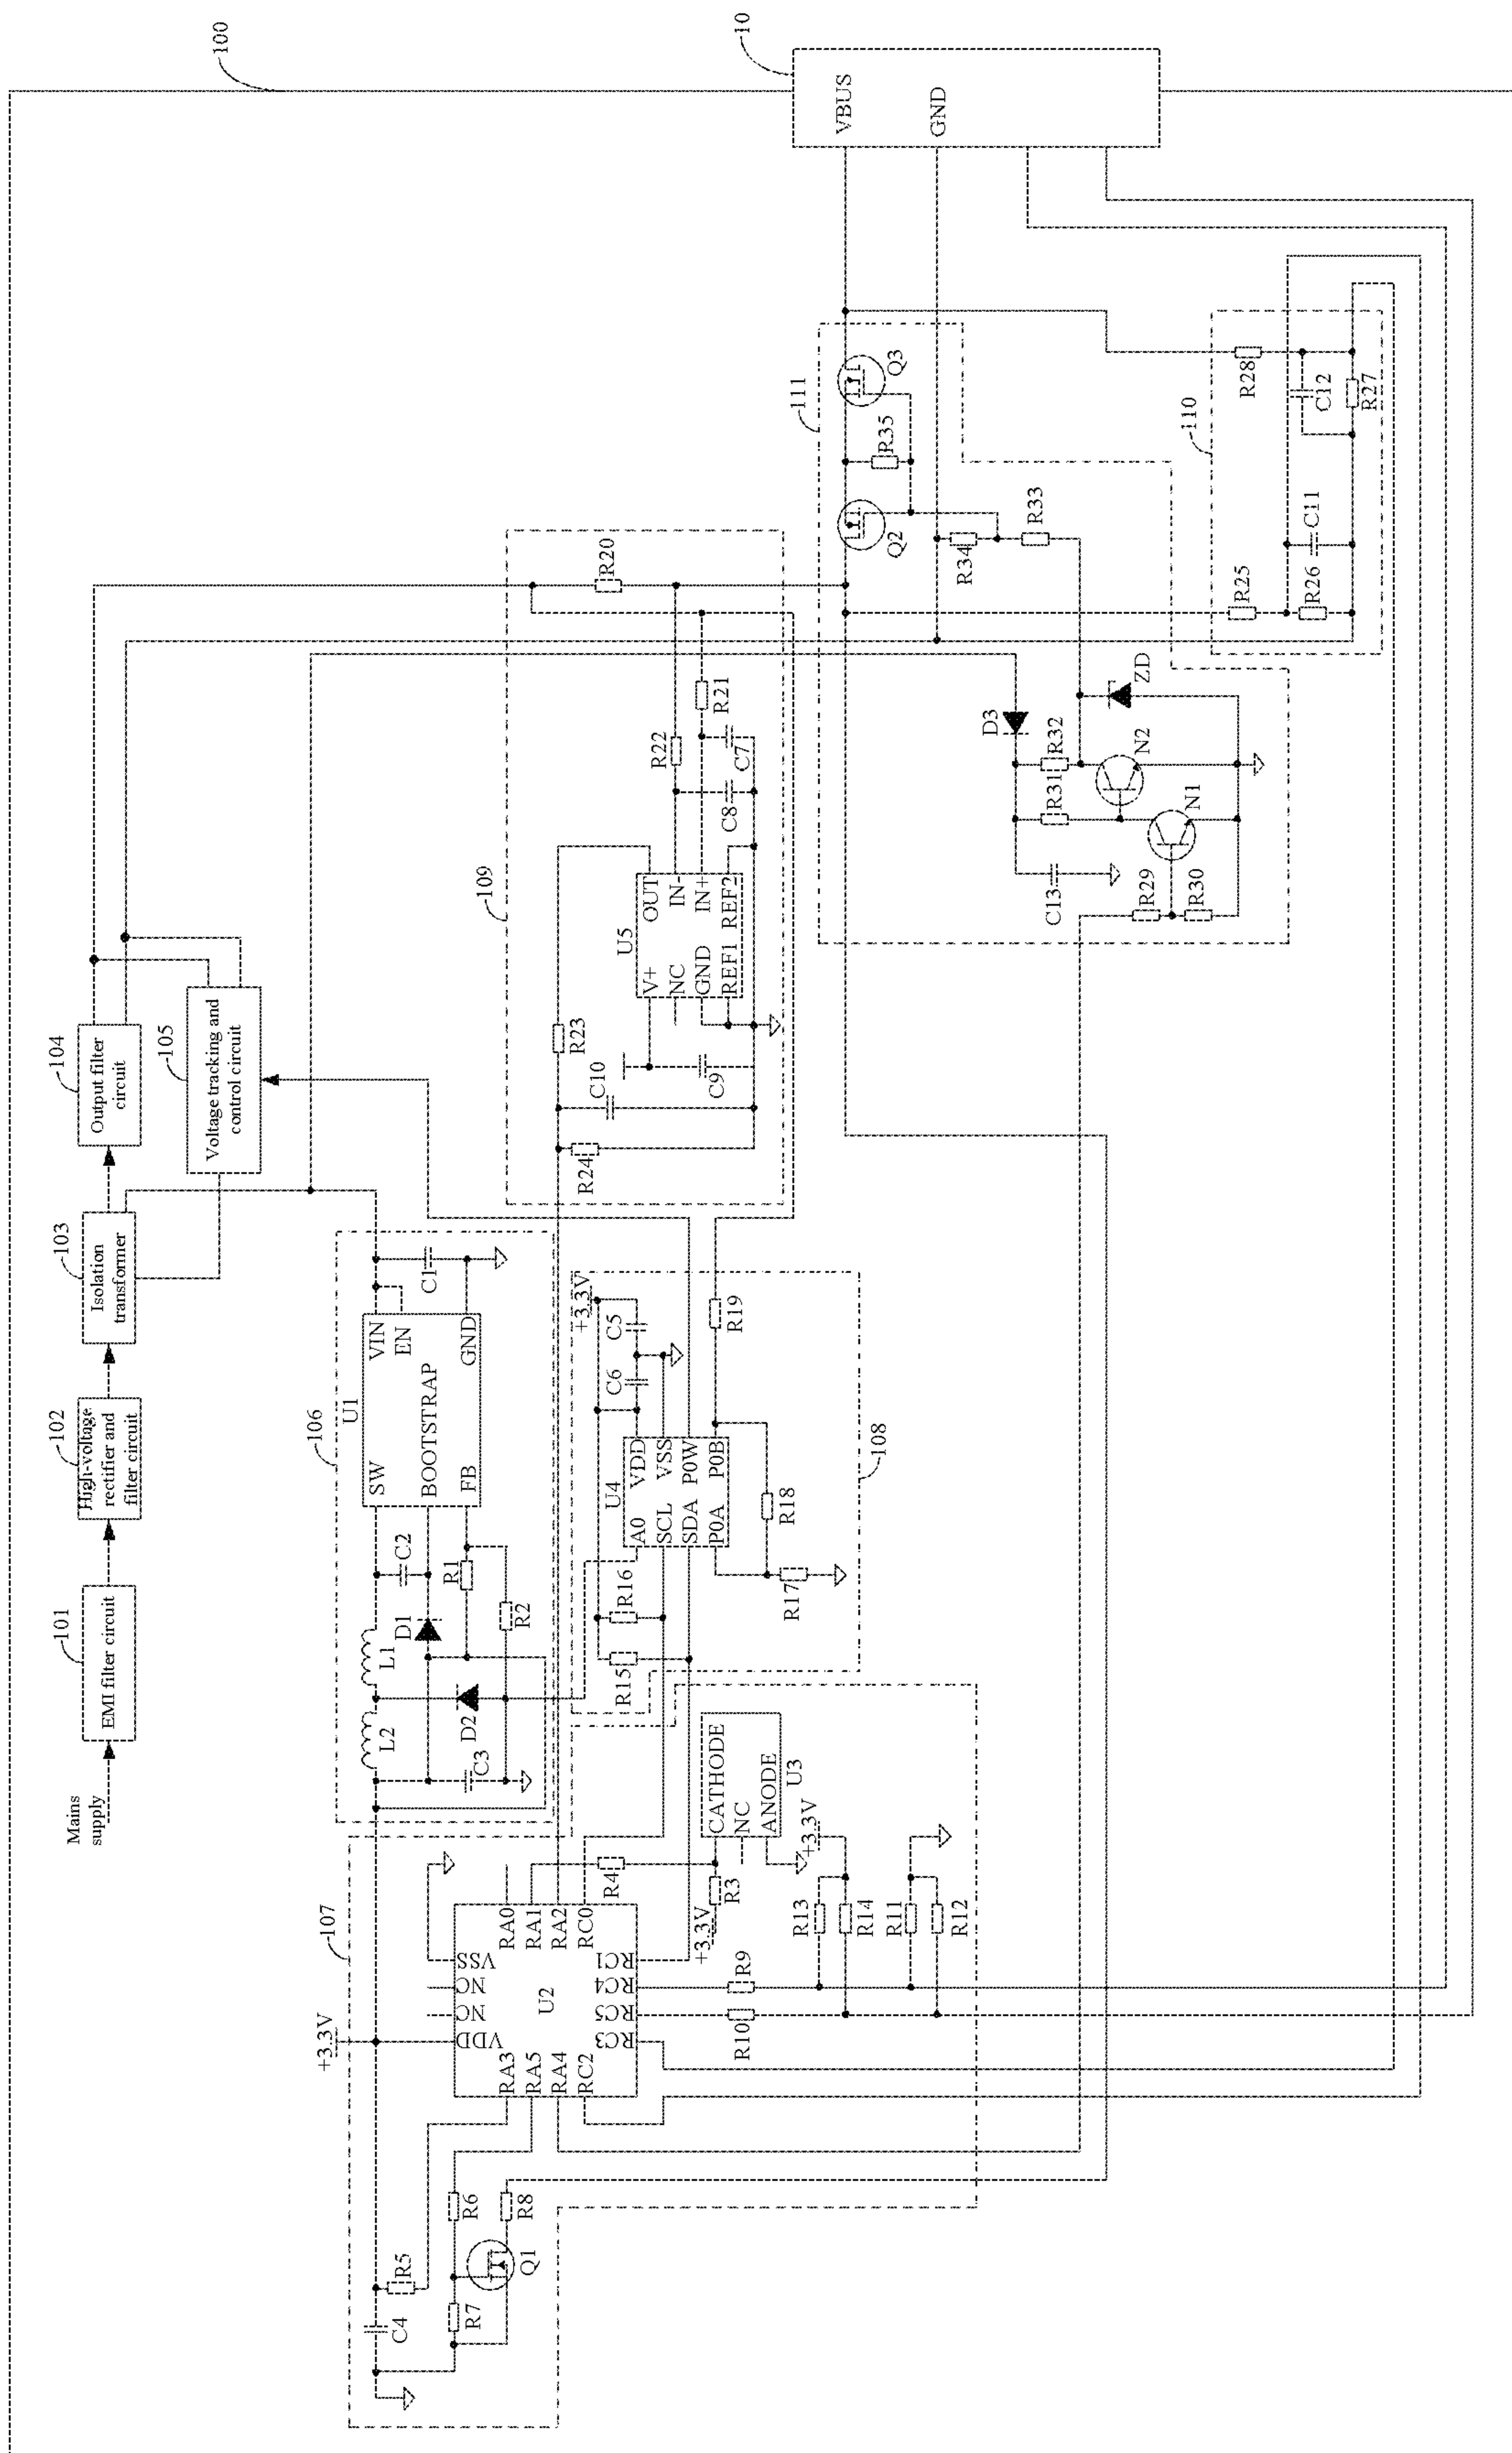 100
10
VBUS
GND
Mains
supply
101
EMI filter circuit
102
High-voltage
rectifier and
filter circuit
103
Isolation
transformer
104
Output filter
circuit
105
Voltage tracking and
control circuit
106
L2
L1
C2
D1
D2
C3
R1
R2
U1
SW
BOOTSTRAP
FB
VIN
EN
GND
C1
107
+3.3V
C4
R5
R6
R7
R8
Q1
U2
VDD
NC
NC
VSS
RA3
RA5
RA4
RC2
RA0
RA1
RA2
RC0
RC3
RC5
RC4
RC1
R4
R3
+3.3V
CATHODE
NC
ANODE
U3
+3.3V
R9
R10
R13
R14
R11
R12
108
+3.3V
R15
R16
U4
A0
SCL
SDA
P0A
VDD
VSS
P0W
P0B
C6
C5
R17
R18
R19
109
R23
R24
C10
C9
U5
V+
NC
GND
REF1
OUT
IN-
IN+
REF2
C8
C7
R22
R21
R20
111
Q2
Q3
R35
R34
R33
D3
C13
R31
R32
N2
N1
ZD
R29
R30
110
R25
R26
C11
C12
R28
R27